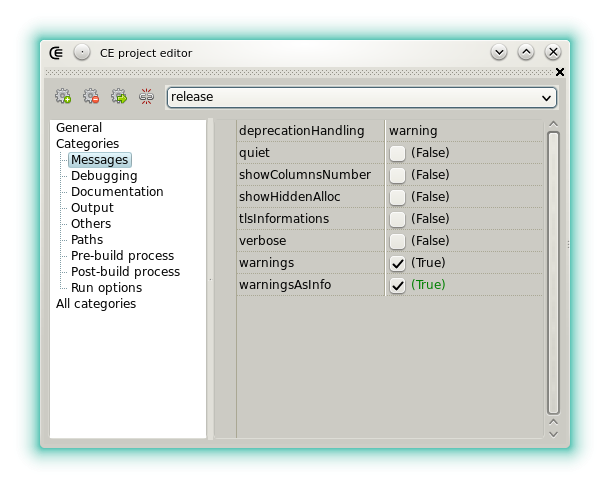 CE project editor
release
General
Categories
Messages
Debugging
Documentation
Output
Others
Paths
Pre-build process
Post-build process
Run options
All categories
deprecationHandling warning
quiet (False)
showColumnsNumber (False)
showHiddenAlloc (False)
tlsInformations (False)
verbose (False)
warnings (True)
warningsAsInfo (True)